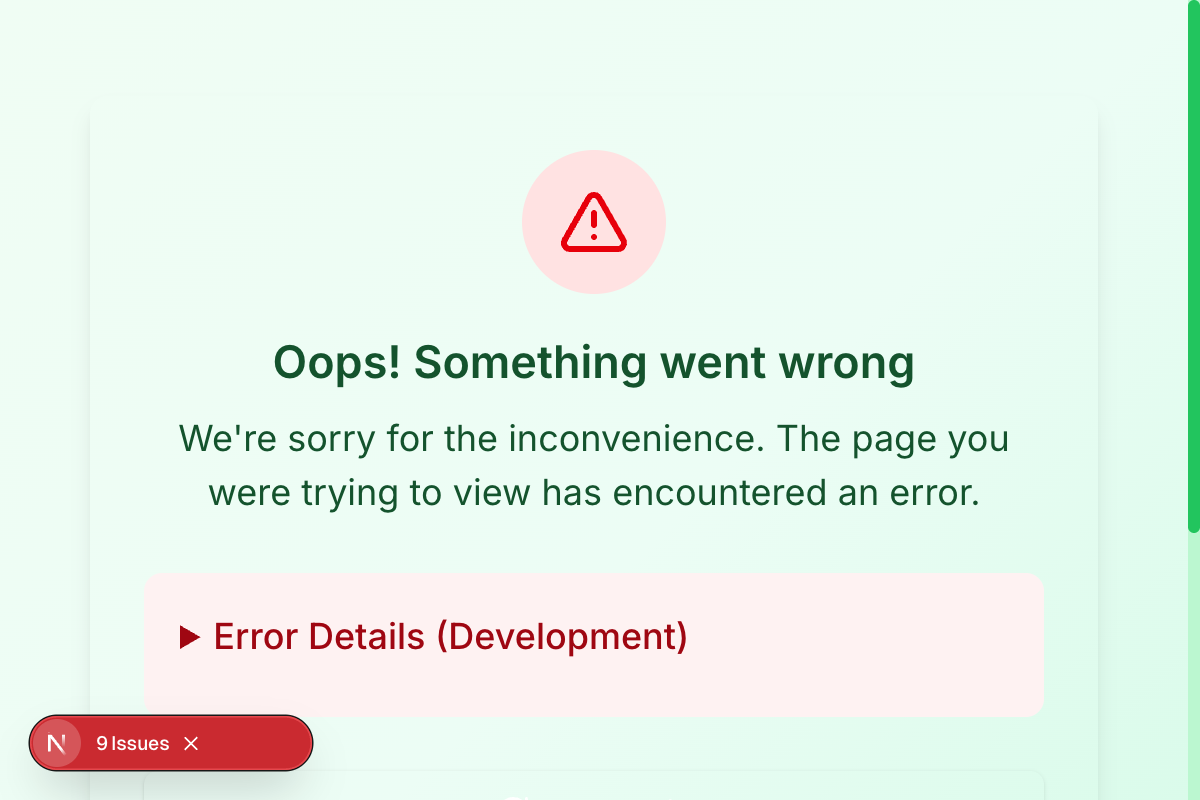 Oops! Something went wrong
We're sorry for the inconvenience. The page you
were trying to view has encountered an error.
Error Details (Development)
9 Issues